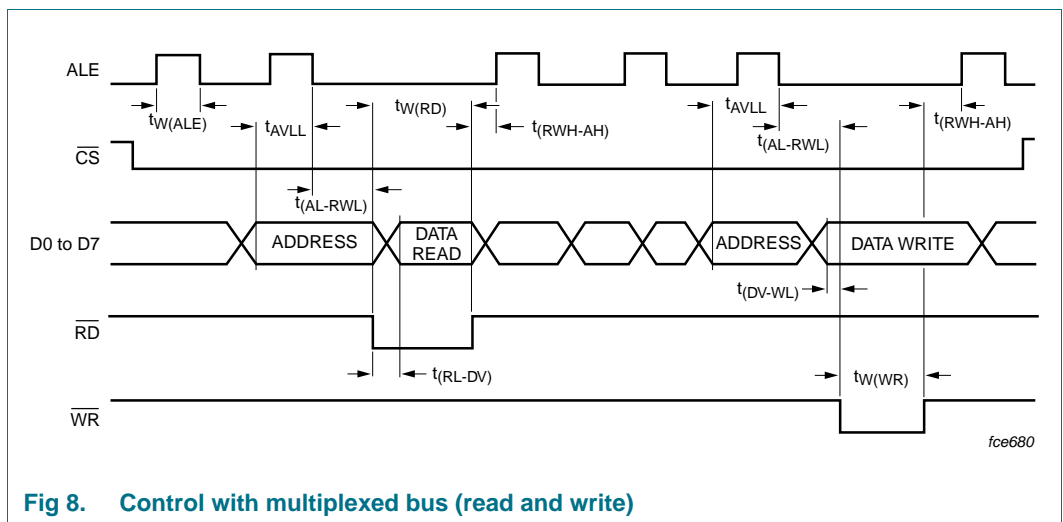 ALE
tW(ALE)
tAVLL
tW(RD)
t(RWH-AH)
tAVLL
t(AL-RWL)
t(RWH-AH)
CS
t(AL-RWL)
D0 to D7
ADDRESS
DATA
READ
ADDRESS
DATA WRITE
t(DV-WL)
RD
t(RL-DV)
tW(WR)
WR
fce680
Fig 8. Control with multiplexed bus (read and write)